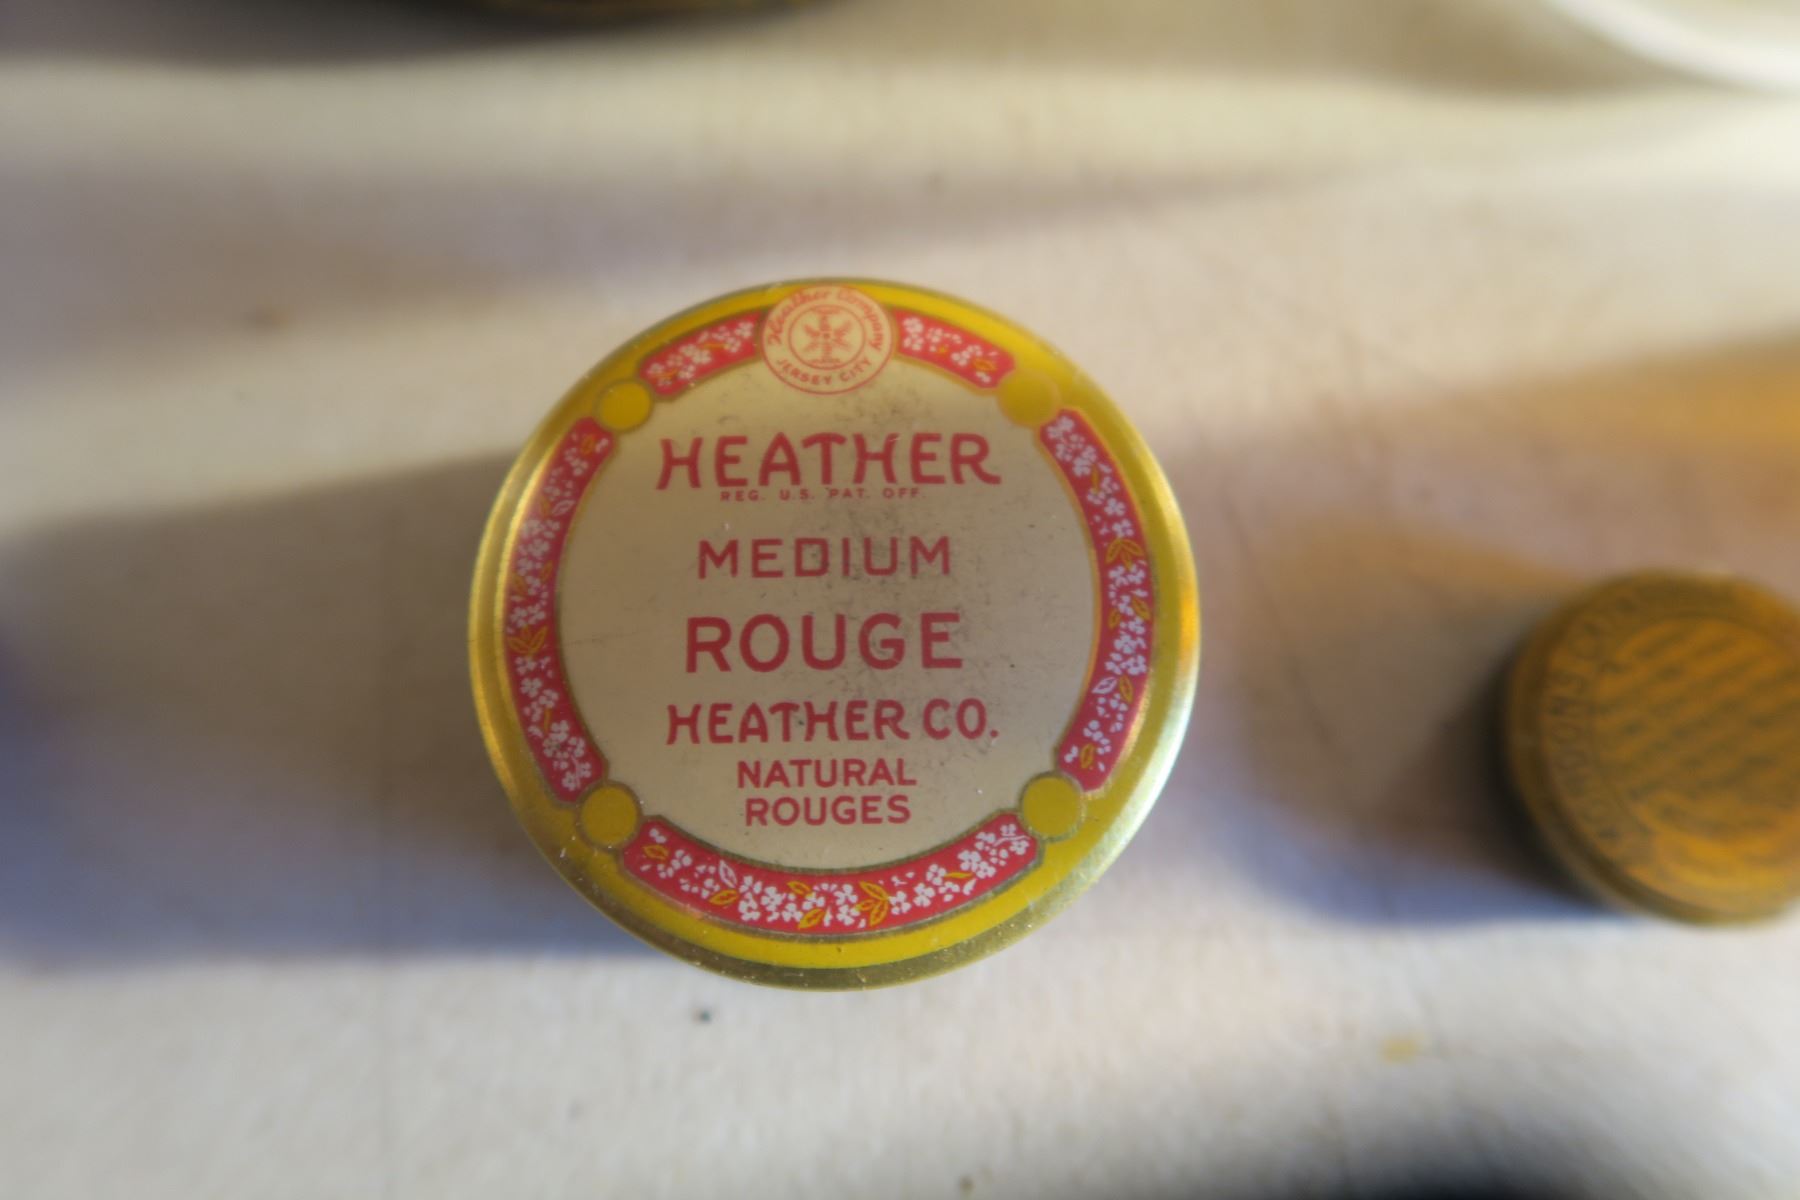 Heather Company
JERSEY CITY
HEATHER
REG. U.S. PAT. OFF.
MEDIUM
ROUGE
HEATHER CO.
NATURAL
ROUGES